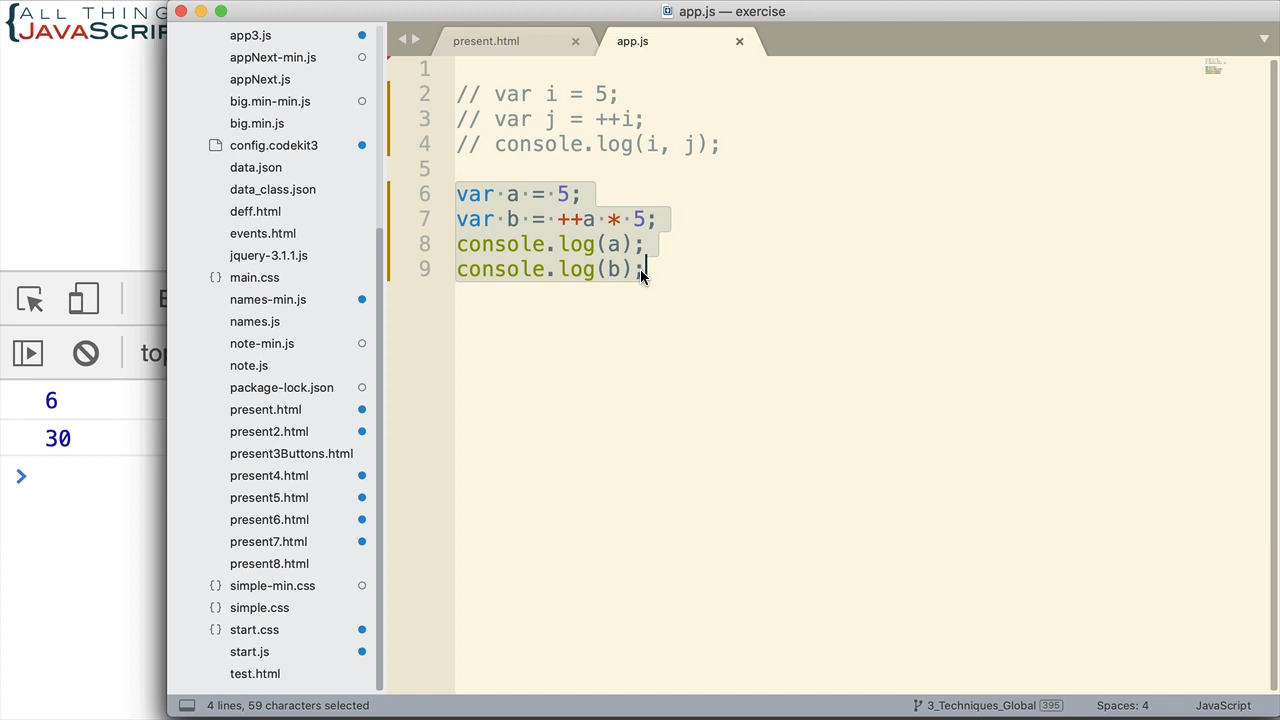 {ALL THING
JAVASCRIP
app.js — exercise
present.html ×
app.js ×
app3.js
appNext-min.js
appNext.js
big.min-min.js
big.min.js
config.codekit3
data.json
data_class.json
deff.html
events.html
jquery-3.1.1.js
main.css
names-min.js
names.js
note-min.js
note.js
package-lock.json
present.html
present2.html
present3Buttons.html
present4.html
present5.html
present6.html
present7.html
present8.html
{} simple-min.css
{} simple.css
{} start.css
start.js
test.html
1
2 // var i = 5;
3 // var j = ++i;
4 // console.log(i, j);
5
6 var a = 5;
7 var b = ++a * 5;
8 console.log(a);
9 console.log(b);
top
6
30
>
4 lines, 59 characters selected
3_Techniques_Global 395
Spaces: 4
JavaScript